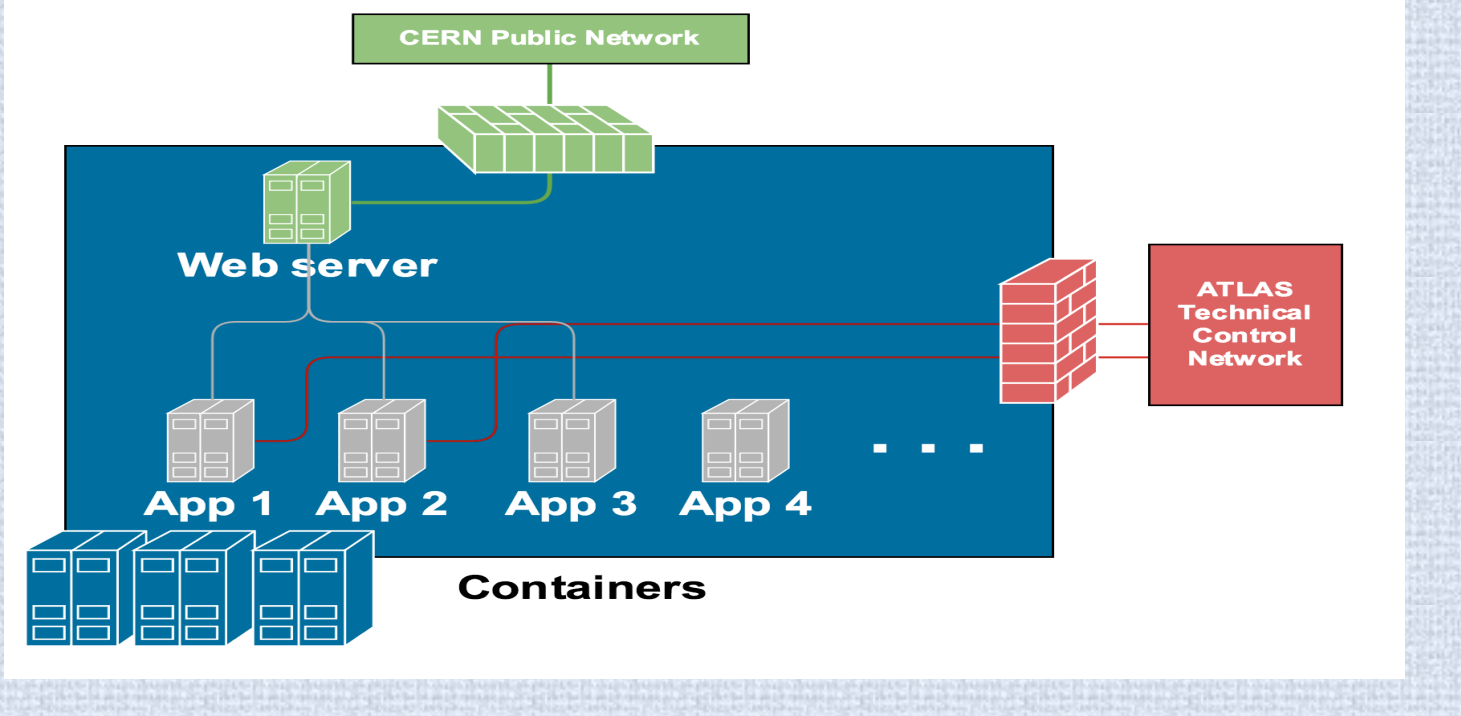 CERN Public Network
Web server
ATLAS
Technical
Control
Network
App 1 App 2 App 3 App 4 . . .
Containers